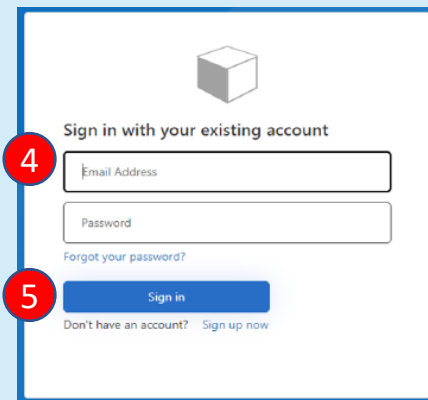 Sign in with your existing account
4
Email Address
Password
Forgot your password?
5
Sign in
Don't have an account? Sign up now